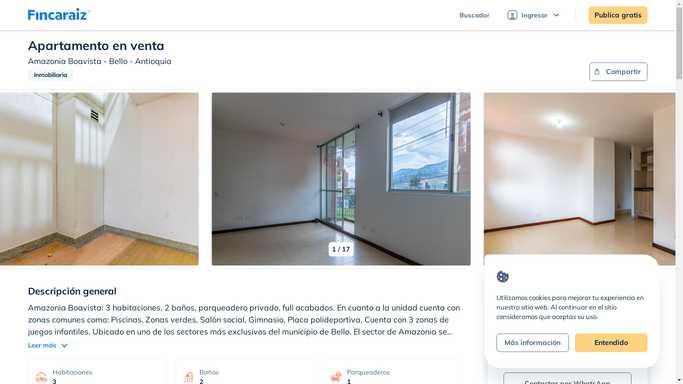 Fincaraiz
Buscador
Ingresar
Publica gratis
Apartamento en venta
Amazonia Boavista - Bello - Antioquia
Inmobiliaria
Compartir
1 / 17
Descripción general
Amazonia Boavista: 3 habitaciones, 2 baños, parqueadero privado, full acabados. En cuanto a la unidad cuenta con
zonas comunes como: Piscinas, Zonas verdes, Salón social, Gimnasio, Placa polideportiva, Cuenta con 3 zonas de
juegos infantiles. Ubicado en uno de los sectores más exclusivos del municipio de Bello. El sector de Amazonia se...
Leer más
Habitaciones
3
Baños
2
Parqueaderos
1
Utilizamos cookies para mejorar tu experiencia en
nuestro sitio web. Al continuar en el sitio
consideramos que aceptas su uso.
Más información
Entendido
Contactar por WhatsApp